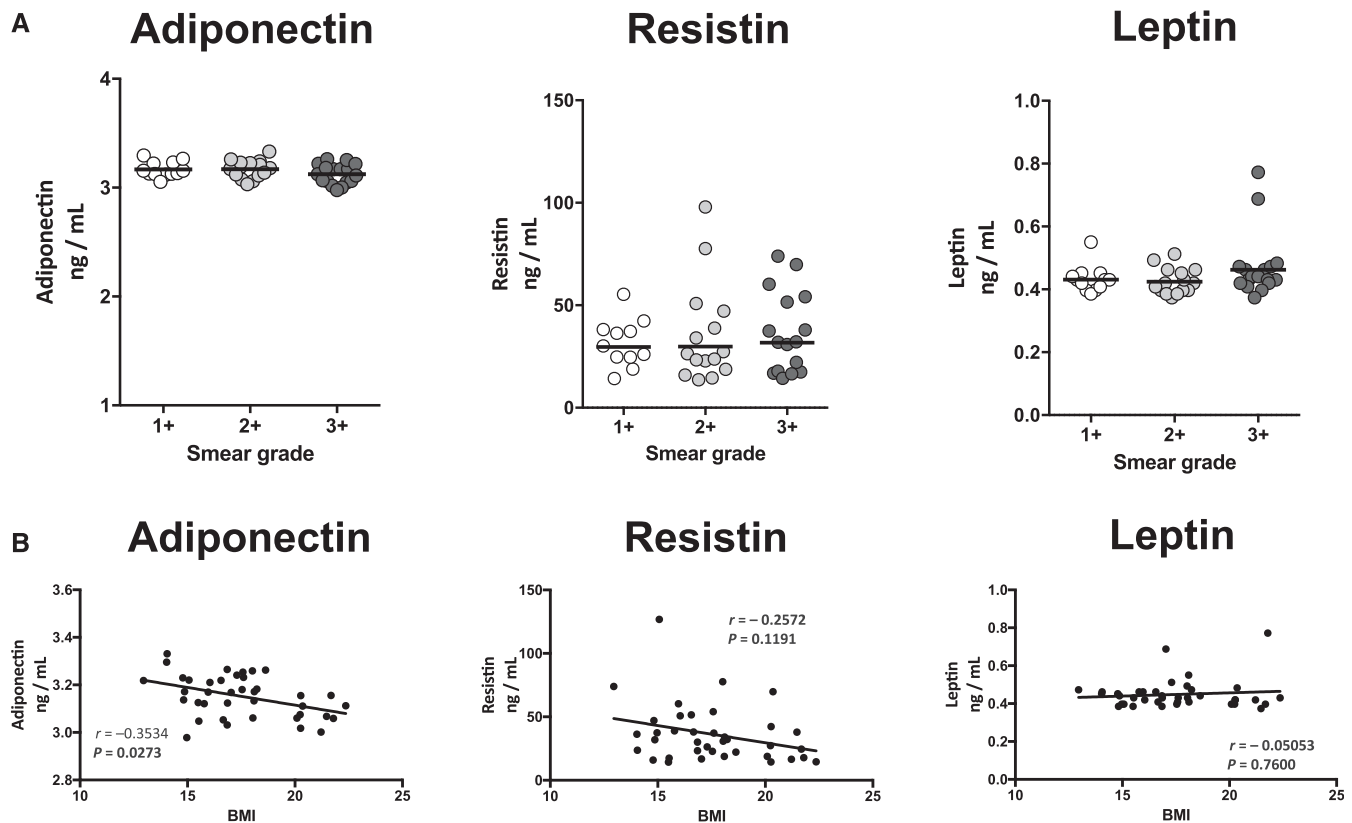 A
Adiponectin
Resistin
Leptin
Adiponectin
ng / mL
4
3
2
1
1+
2+
3+
Smear grade
Resistin
ng / mL
150
100
50
0
1+
2+
3+
Smear grade
Leptin
ng / mL
1.0
0.8
0.6
0.4
0.2
0.0
1+
2+
3+
Smear grade
B
Adiponectin
Resistin
Leptin
Adiponectin
ng / mL
3.6
3.4
3.2
3.0
2.8
r = –0.3534
P = 0.0273
10
15
20
25
BMI
Resistin
ng / mL
150
100
50
0
r = – 0.2572
P = 0.1191
10
15
20
25
BMI
Leptin
ng / mL
1.0
0.8
0.6
0.4
0.2
0.0
r = – 0.05053
P = 0.7600
10
15
20
25
BMI